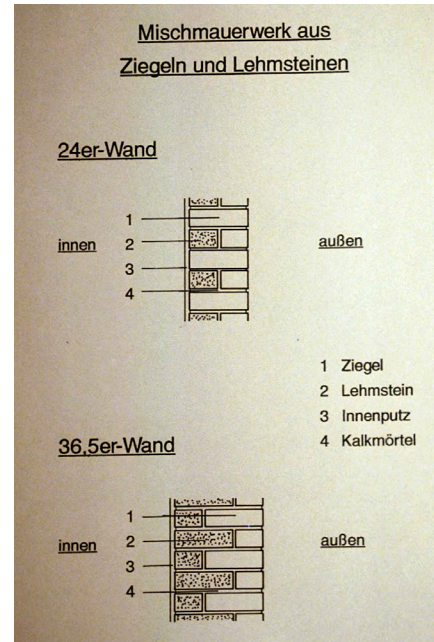 Mischmauerwerk aus
Ziegeln und Lehmsteinen
24er-Wand
1
innen 2 außen
3
4
1 Ziegel
2 Lehmstein
3 Innenputz
4 Kalkmörtel
36,5er-Wand
1
innen 2 außen
3
4